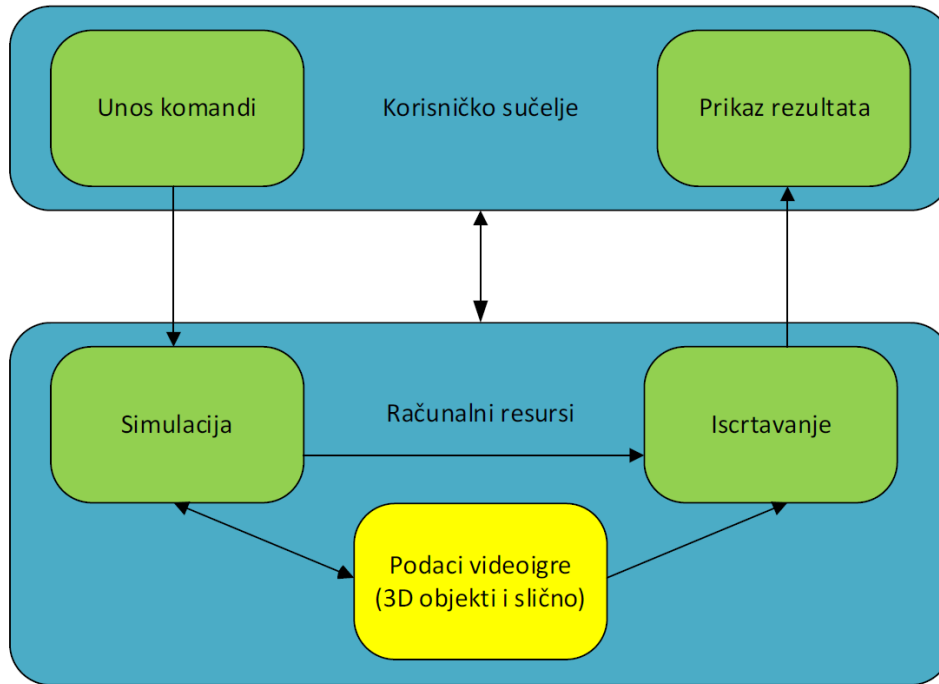 Unos komandi
Korisničko sučelje
Prikaz rezultata
Simulacija
Računalni resursi
Iscrtavanje
Podaci videoigre
(3D objekti i slično)